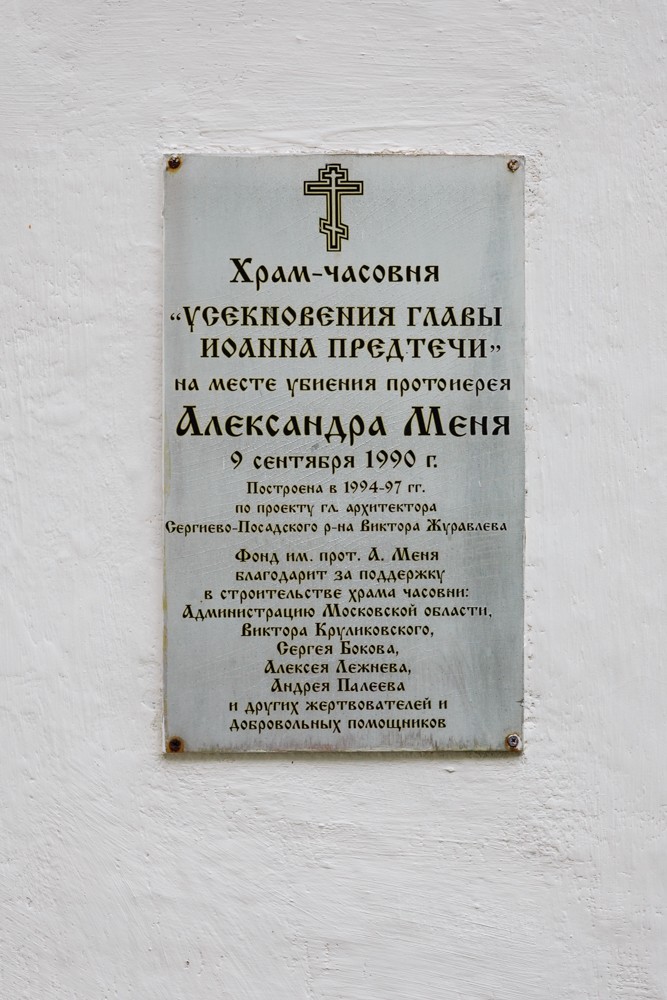 Храм-часовня
“УСЕКНОВЕНИЯ ГЛАВЫ
ИОАННА ПРЕДТЕЧИ”
на месте убиения протоиерея
Александра Меня
9 сентября 1990 г.
Построена в 1994-97 гг.
по проекту гл. архитектора
Сергиево-Посадского р-на Виктора Журавлева
Фонд им. прот. А. Меня
благодарит за поддержку
в строительстве храма часовни:
Администрацию Московской области,
Виктора Круликовского,
Сергея Бокова,
Алексея Лежнева,
Андрея Палеева
и других жертвователей и
добровольных помощников